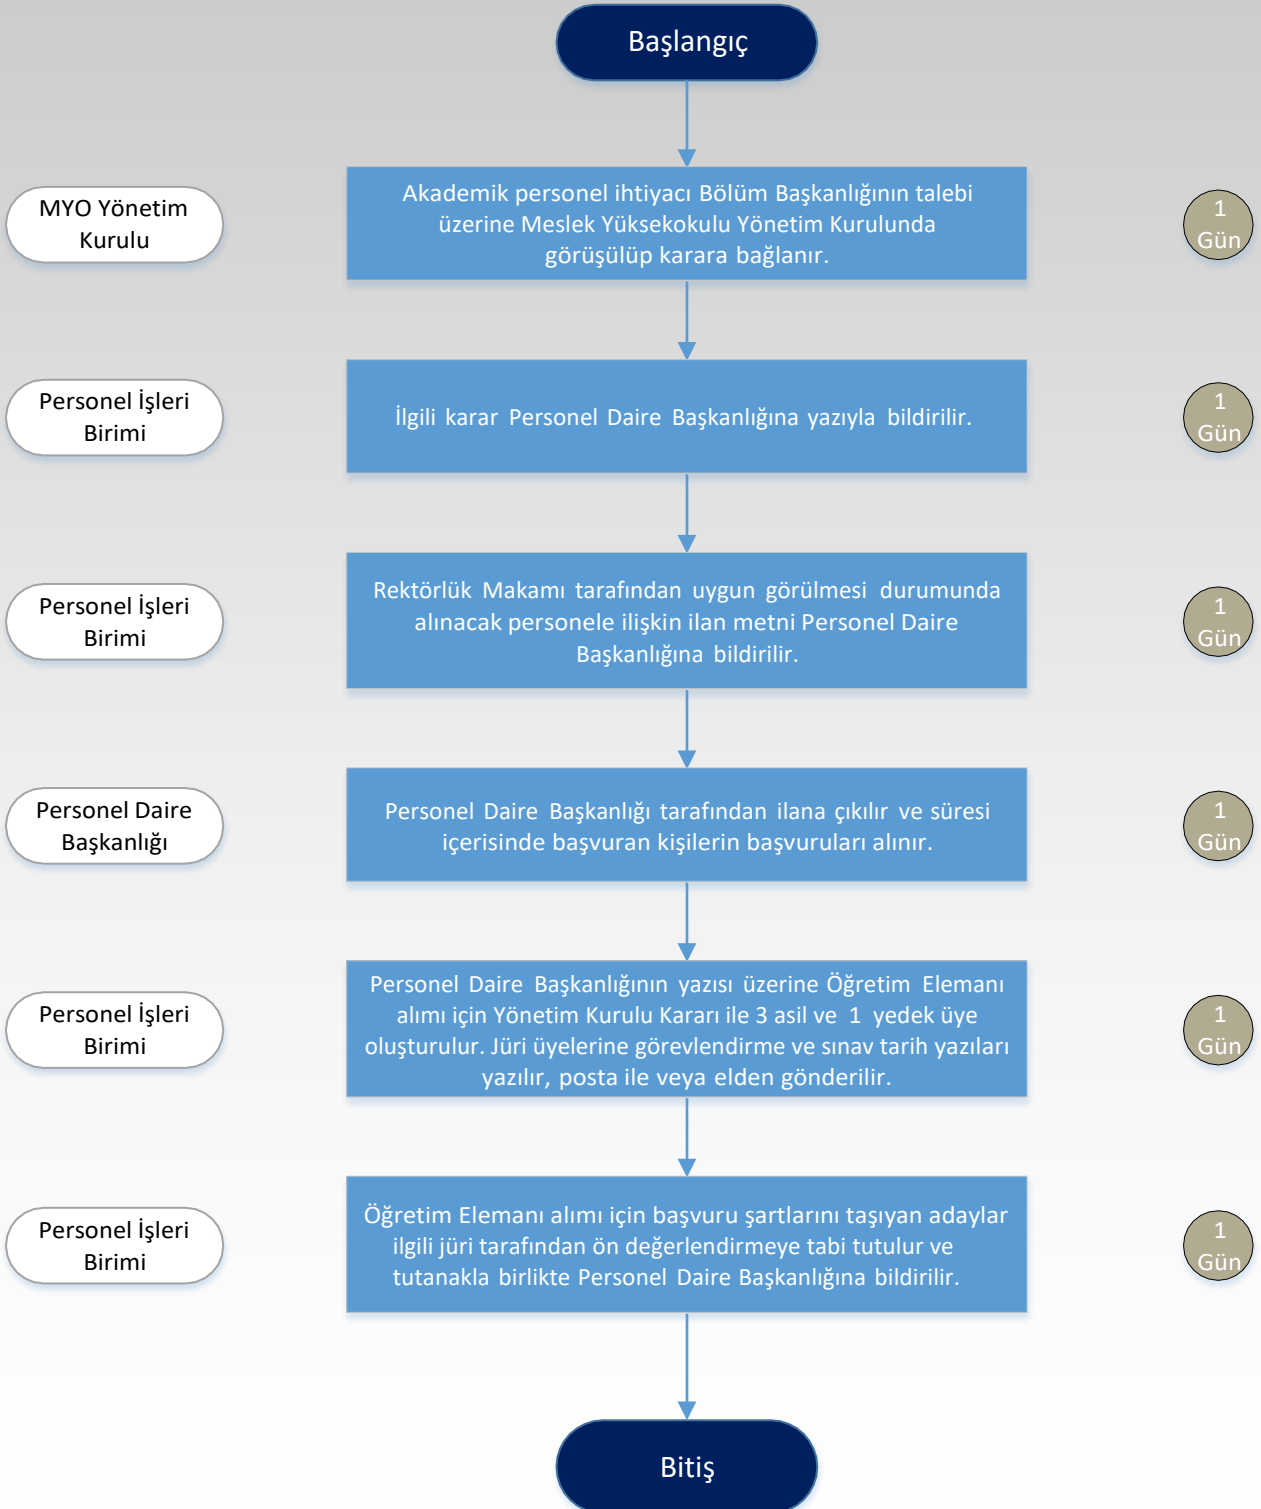 Başlangıç
MYO Yönetim
Kurulu
Akademik personel ihtiyacı Bölüm Başkanlığının talebi
üzerine Meslek Yüksekokulu Yönetim Kurulunda
görüşülüp karara bağlanır.
1
Gün
Personel İşleri
Birimi
İlgili karar Personel Daire Başkanlığına yazıyla bildirilir.
1
Gün
Personel İşleri
Birimi
Rektörlük Makamı tarafından uygun görülmesi durumunda
alınacak personele ilişkin ilan metni Personel Daire
Başkanlığına bildirilir.
1
Gün
Personel Daire
Başkanlığı
Personel Daire Başkanlığı tarafından ilana çıkılır ve süresi
içerisinde başvuran kişilerin başvuruları alınır.
1
Gün
Personel İşleri
Birimi
Personel Daire Başkanlığının yazısı üzerine Öğretim Elemanı
alımı için Yönetim Kurulu Kararı ile 3 asil ve 1 yedek üye
oluşturulur. Jüri üyelerine görevlendirme ve sınav tarih yazıları
yazılır, posta ile veya elden gönderilir.
1
Gün
Personel İşleri
Birimi
Öğretim Elemanı alımı için başvuru şartlarını taşıyan adaylar
ilgili jüri tarafından ön değerlendirmeye tabi tutulur ve
tutanakla birlikte Personel Daire Başkanlığına bildirilir.
1
Gün
Bitiş